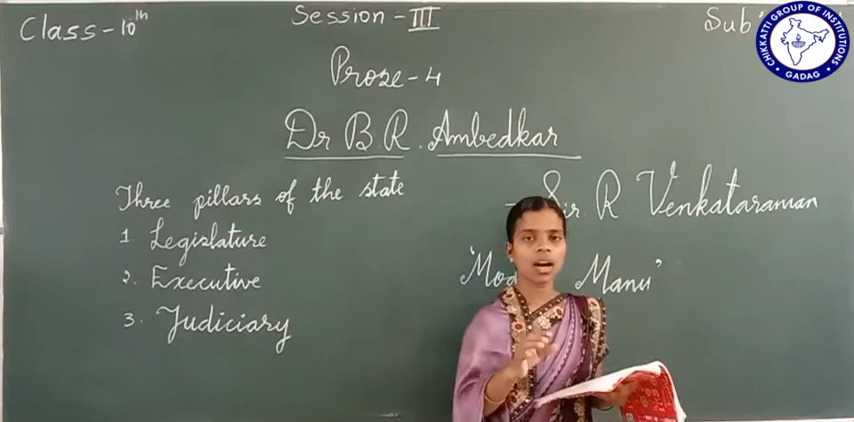 Class-10th
Session-III
Sub
Prose-4
Dr B.R. Ambedkar
- Sir. R Venkataraman
Three pillars of the state
1. Legislature
2. Executive
3. Judiciary
Manu'
CHIKKATTI GROUP OF INSTITUTIONS
GADAG